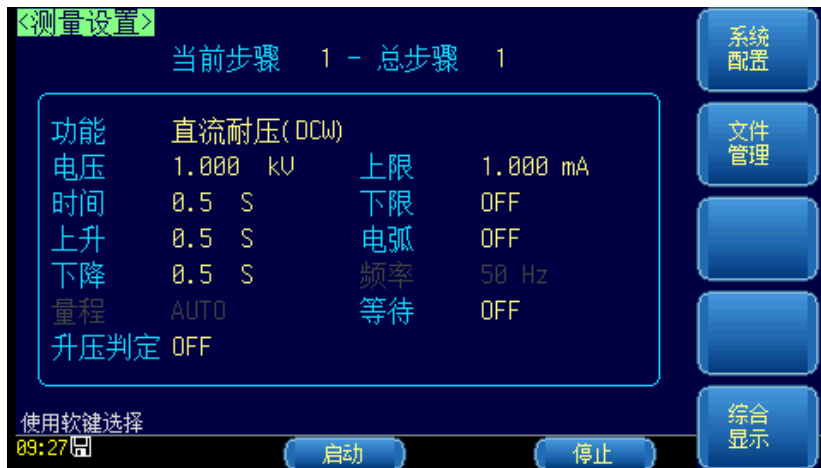 <测量设置>
当前步骤 1 - 总步骤 1
功能 直流耐压(DCW)
电压 1.000 kV 上限 1.000 mA
时间 0.5 S 下限 OFF
上升 0.5 S 电弧 OFF
下降 0.5 S 频率 50 Hz
量程 AUTO 等待 OFF
升压判定 OFF
使用软键选择
09:27
启动
停止
系统
配置
文件
管理
综合
显示